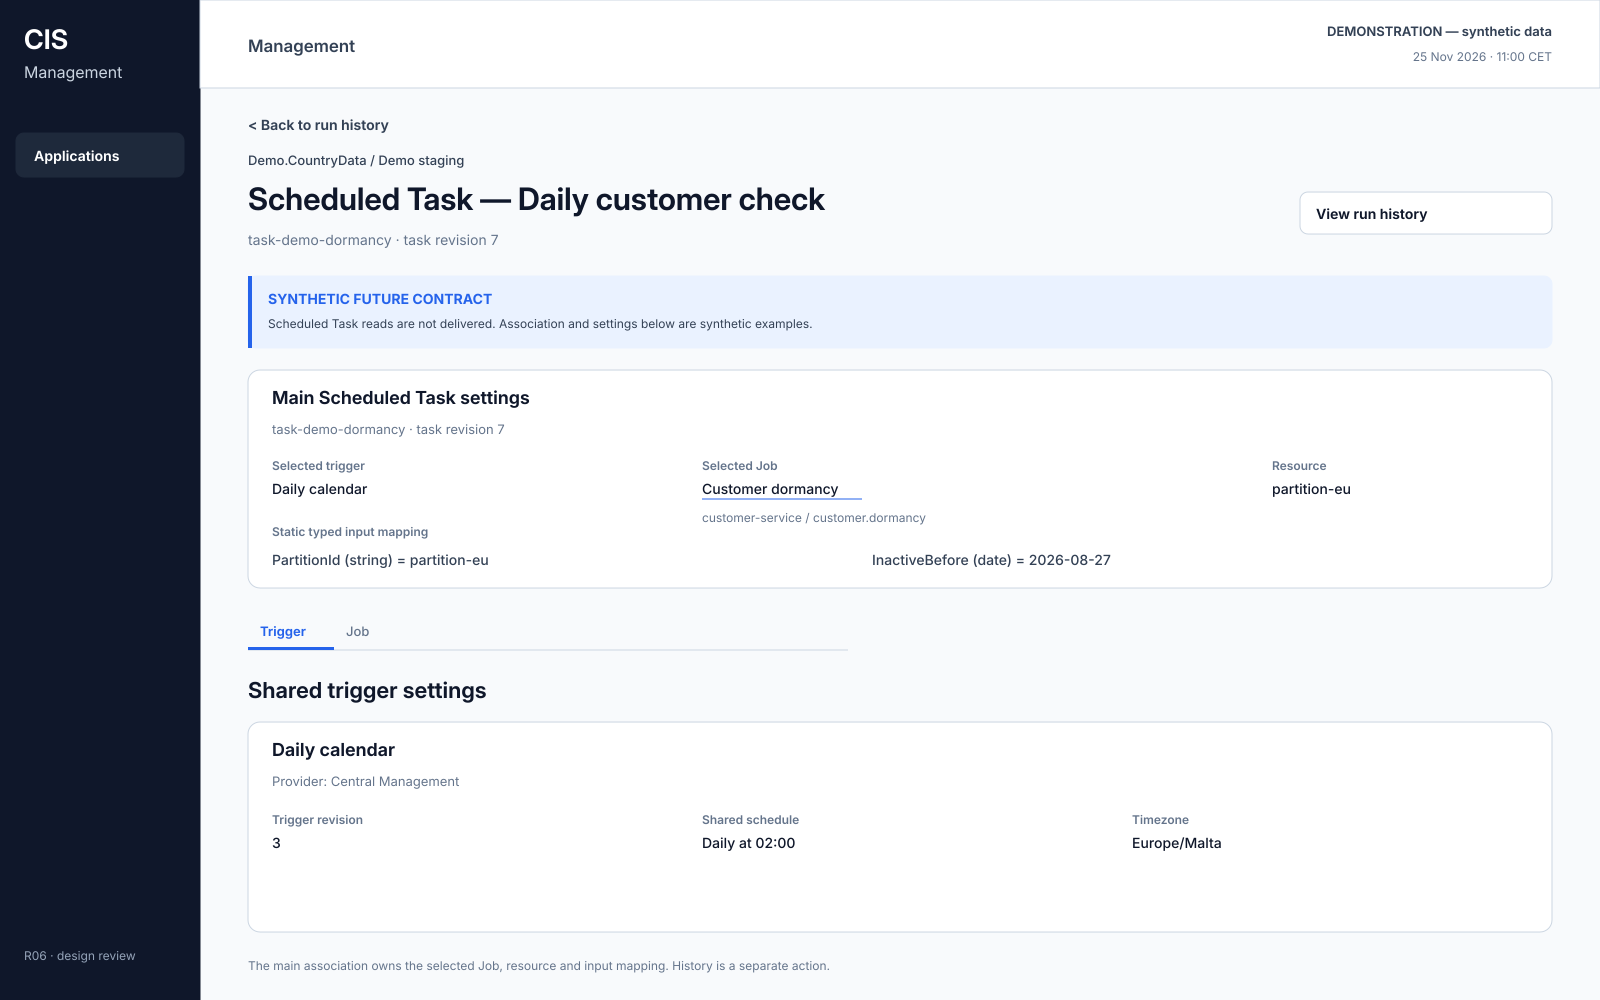 CIS
Management
Applications
R06 · design review
Management
DEMONSTRATION — synthetic data
25 Nov 2026 · 11:00 CET
< Back to run history
Demo.CountryData / Demo staging
Scheduled Task — Daily customer check
task-demo-dormancy · task revision 7
View run history
SYNTHETIC FUTURE CONTRACT
Scheduled Task reads are not delivered. Association and settings below are synthetic examples.
Main Scheduled Task settings
task-demo-dormancy · task revision 7
Selected trigger
Daily calendar
Selected Job
Customer dormancy
customer-service / customer.dormancy
Resource
partition-eu
Static typed input mapping
PartitionId (string) = partition-eu
InactiveBefore (date) = 2026-08-27
Trigger
Job
Shared trigger settings
Daily calendar
Provider: Central Management
Trigger revision
3
Shared schedule
Daily at 02:00
Timezone
Europe/Malta
The main association owns the selected Job, resource and input mapping. History is a separate action.